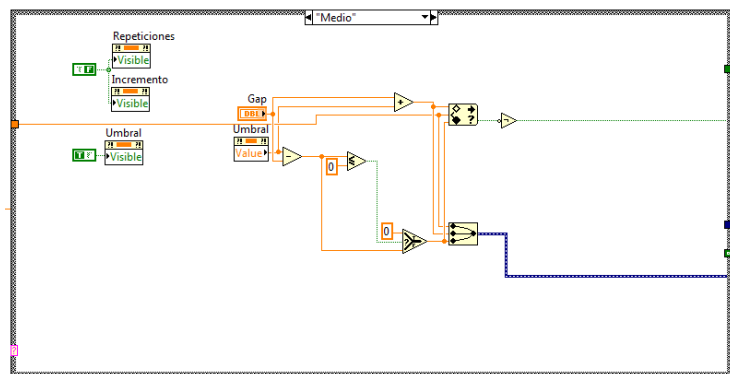 "Medio"
Repeticiones
Visible
T F
Incremento
Visible
Gap
DBL
Umbral
Umbral
Visible
T F
Value
0
0
?
?
?